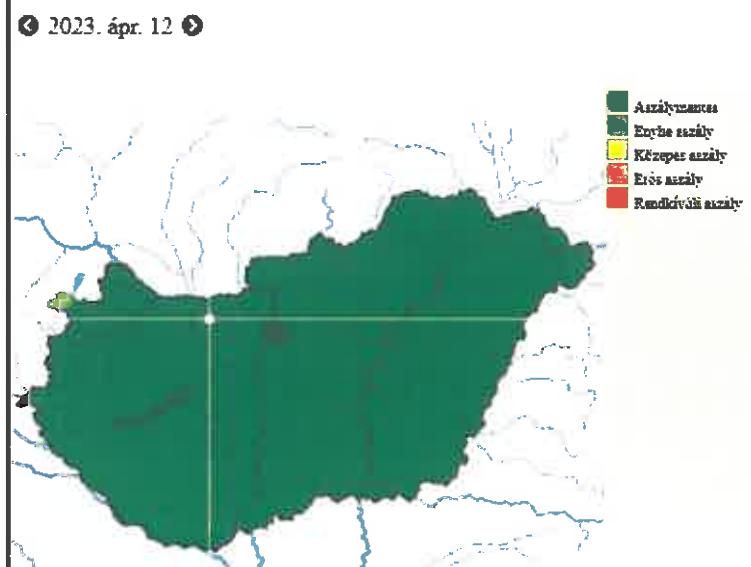 2023. ápr. 12
Aszálymentes
Enyhe aszály
Közepes aszály
Erős aszály
Rendkívüli aszály